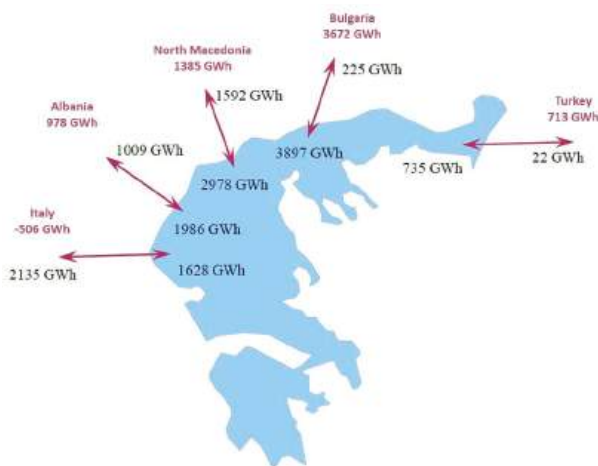 Bulgaria
3672 GWh
North Macedonia
1385 GWh
225 GWh
1592 GWh
Turkey
713 GWh
Albania
978 GWh
1009 GWh
3897 GWh
735 GWh
22 GWh
2978 GWh
Italy
-506 GWh
1986 GWh
2135 GWh
1628 GWh